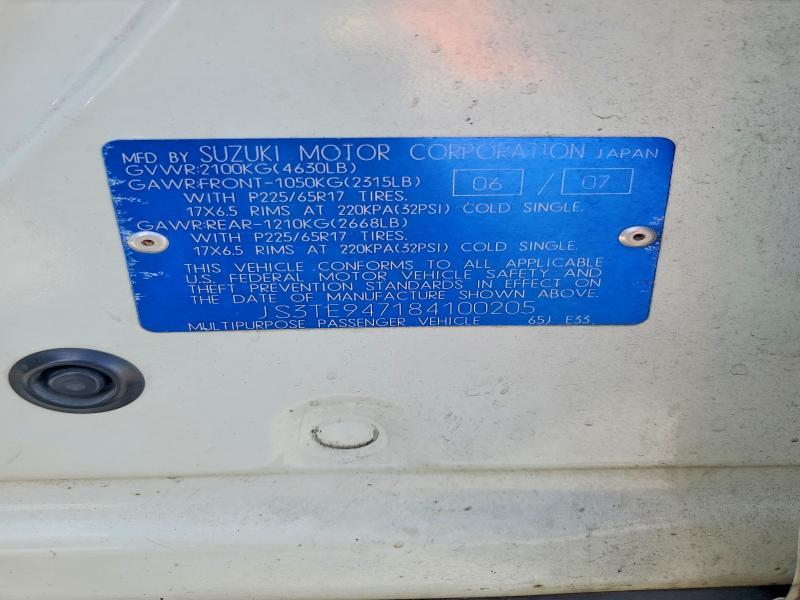 MFD BY SUZUKI MOTOR CORPORATION JAPAN
GVWR:2100KG(4630LB)
GAWR:FRONT-1050KG(2315LB) 06 / 07
WITH P225/65R17 TIRES.
17X6.5 RIMS AT 220KPA(32PSI) COLD SINGLE.
GAWR:REAR-1210KG(2668LB)
WITH P225/65R17 TIRES.
17X6.5 RIMS AT 220KPA(32PSI) COLD SINGLE.
THIS VEHICLE CONFORMS TO ALL APPLICABLE
U.S. FEDERAL MOTOR VEHICLE SAFETY AND
THEFT PREVENTION STANDARDS IN EFFECT ON
THE DATE OF MANUFACTURE SHOWN ABOVE.
JS3TE947184100205
MULTIPURPOSE PASSENGER VEHICLE 65J E33